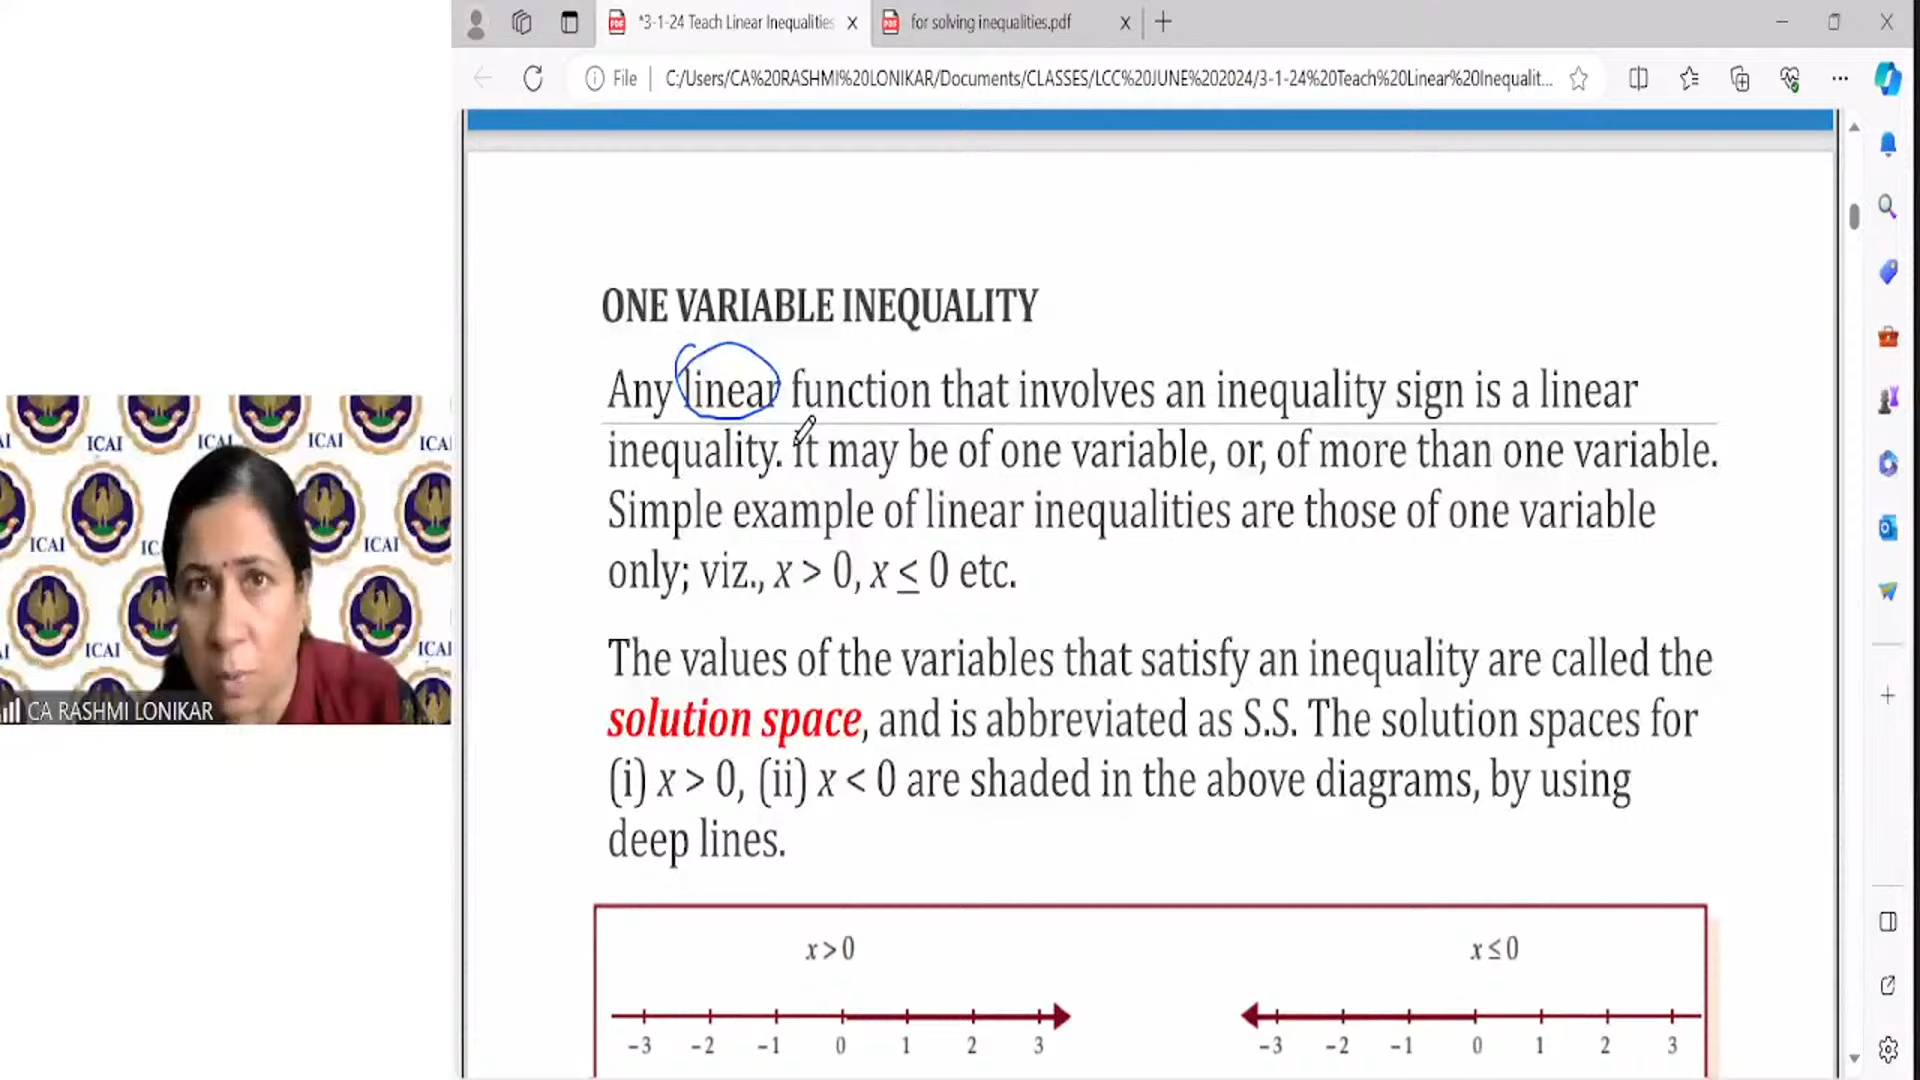 *3-1-24 Teach Linear Inequalities
for solving inequalities.pdf
File
C:/Users/CA%20RASHMI%20LONIKAR/Documents/CLASSES/LCC%20JUNE%202024/3-1-24%20Teach%20Linear%20Inequalit...
ONE VARIABLE INEQUALITY
Any linear function that involves an inequality sign is a linear
inequality. It may be of one variable, or, of more than one variable.
Simple example of linear inequalities are those of one variable
only; viz., x > 0, x ≤ 0 etc.
The values of the variables that satisfy an inequality are called the
solution space, and is abbreviated as S.S. The solution spaces for
(i) x > 0, (ii) x < 0 are shaded in the above diagrams, by using
deep lines.
x > 0
x ≤ 0
-3 -2 -1 0 1 2 3
-3 -2 -1 0 1 2 3
ICAI
ICAI
ICAI
ICAI
ICAI
ICAI
CA RASHMI LONIKAR